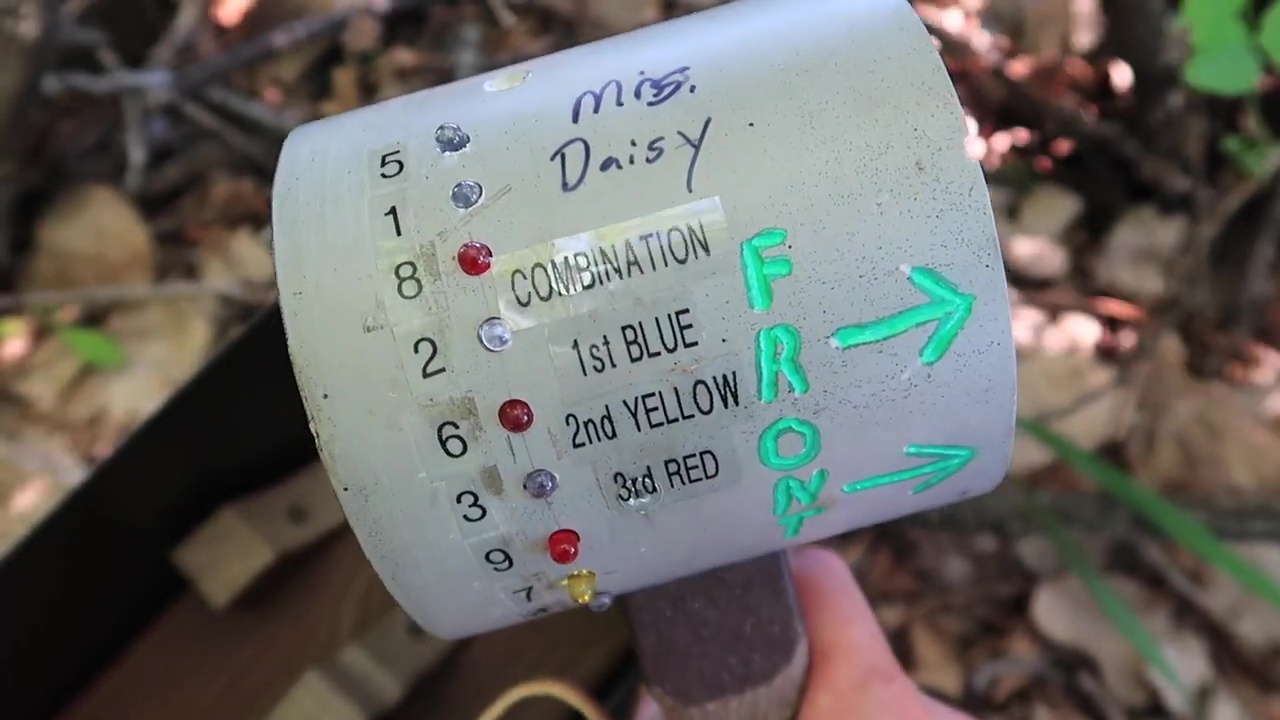 Miss.
Daisy
5
1
8
2
6
3
9
7
COMBINATION
1st BLUE
2nd YELLOW
3rd RED
FRONT